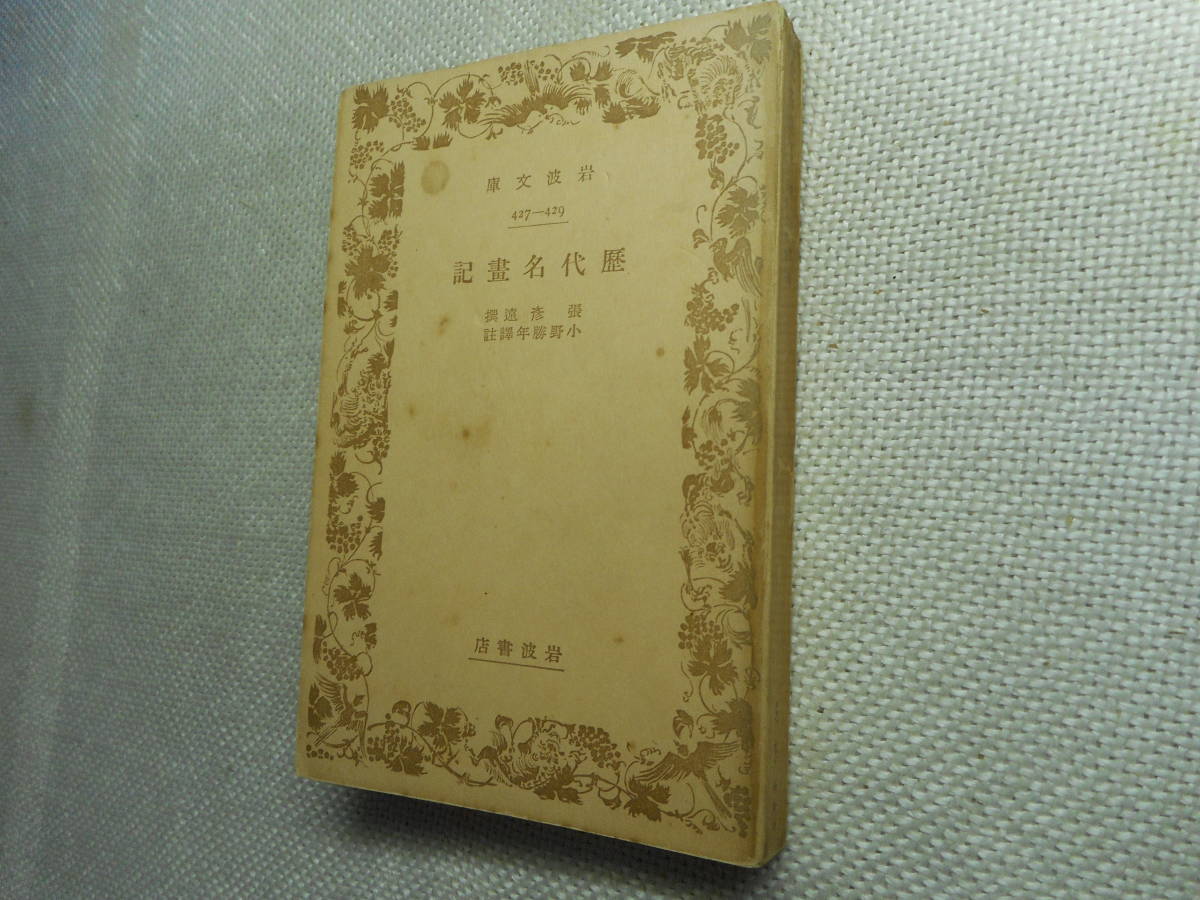 岩波文庫
427—429
歷代名畫記
張彥遠撰
小野勝年譯註
岩波書店